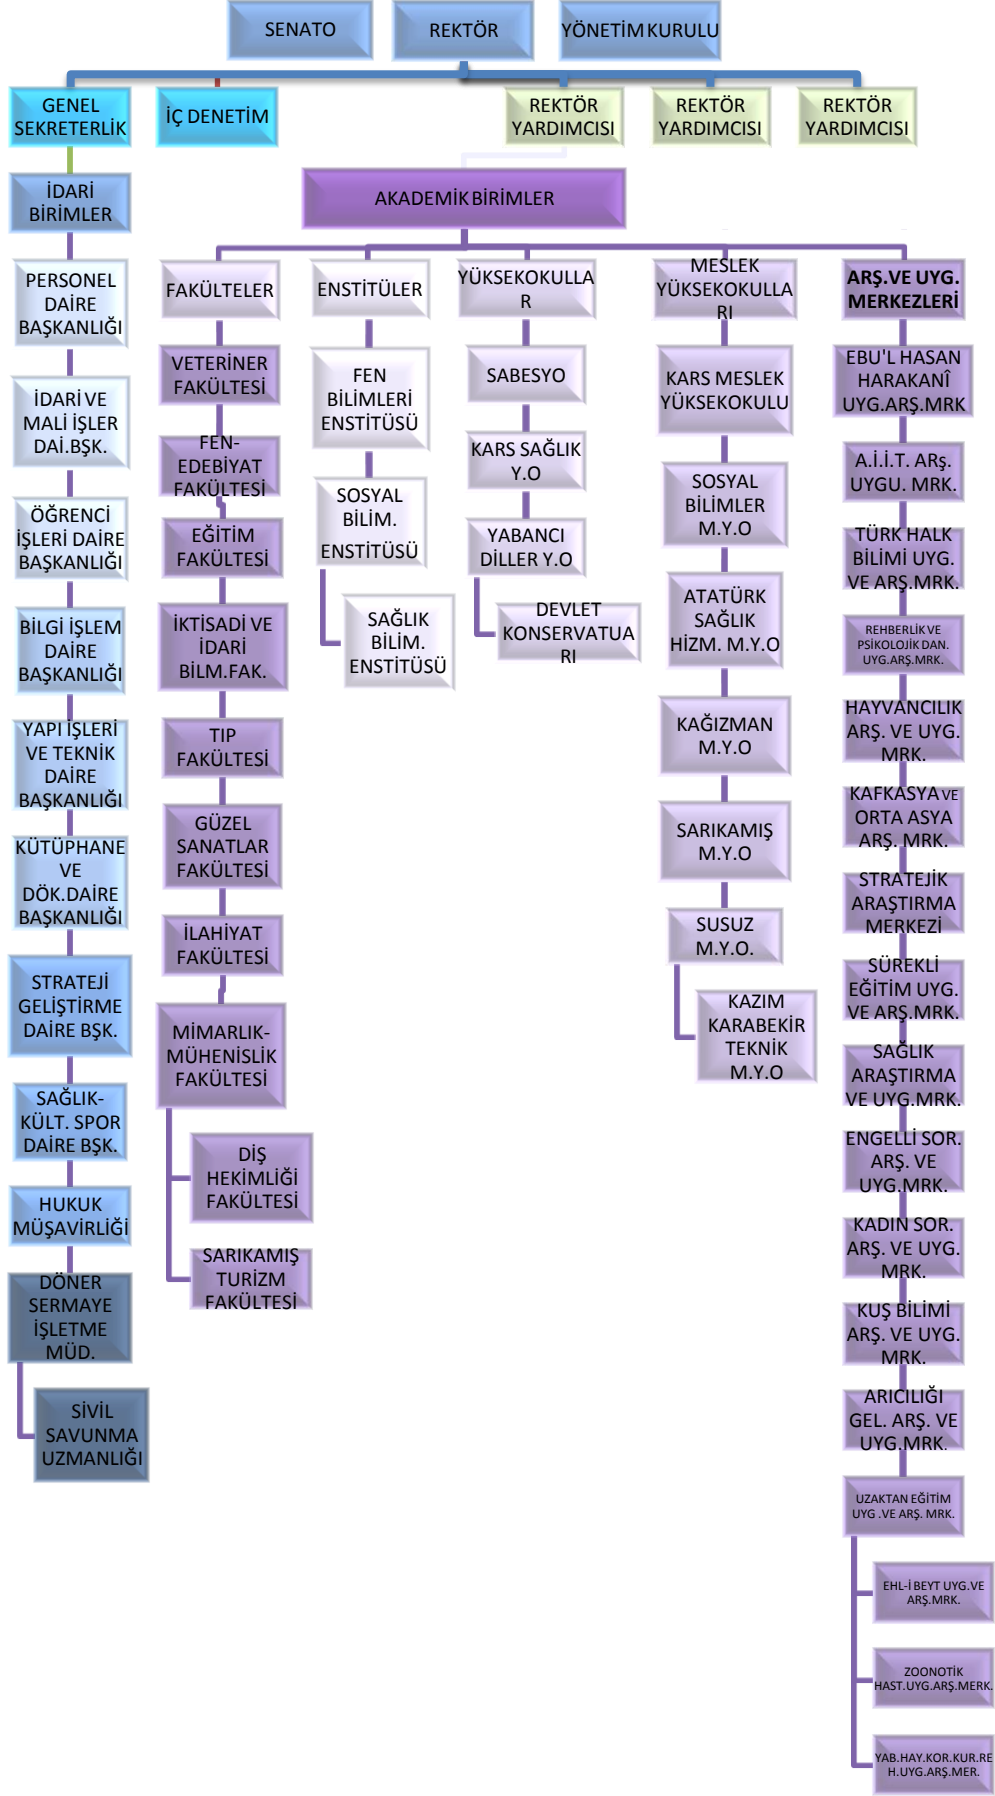 SENATO
REKTÖR
YÖNETİM KURULU
GENEL
SEKRETERLİK
İÇ DENETİM
REKTÖR
YARDIMCISI
REKTÖR
YARDIMCISI
REKTÖR
YARDIMCISI
İDARİ
BİRİMLER
AKADEMİK BİRİMLER
PERSONEL
DAİRE
BAŞKANLIĞI
İDARİ VE
MALİ İŞLER
DAİ.BŞK.
ÖĞRENCİ
İŞLERİ DAİRE
BAŞKANLIĞI
BİLGİ İŞLEM
DAİRE
BAŞKANLIĞI
YAPI İŞLERİ
VE TEKNİK
DAİRE
BAŞKANLIĞI
KÜTÜPHANE
VE
DÖK.DAİRE
BAŞKANLIĞI
STRATEJİ
GELİŞTİRME
DAİRE BŞK.
SAĞLIK-
KÜLT. SPOR
DAİRE BŞK.
HUKUK
MÜŞAVİRLİĞİ
DÖNER
SERMAYE
İŞLETME
MÜD.
SİVİL
SAVUNMA
UZMANLIĞI
FAKÜLTELER
VETERİNER
FAKÜLTESİ
FEN-
EDEBİYAT
FAKÜLTESİ
EĞİTİM
FAKÜLTESİ
İKTİSADİ VE
İDARİ
BİLM.FAK.
TIP
FAKÜLTESİ
GÜZEL
SANATLAR
FAKÜLTESİ
İLAHİYAT
FAKÜLTESİ
MİMARLIK-
MÜHENİSLİK
FAKÜLTESİ
DİŞ
HEKİMLİĞİ
FAKÜLTESİ
SARIKAMIŞ
TURİZM
FAKÜLTESİ
ENSTİTÜLER
FEN
BİLİMLERİ
ENSTİTÜSÜ
SOSYAL
BİLİM.
ENSTİTÜSÜ
SAĞLIK
BİLİM.
ENSTİTÜSÜ
YÜKSEKOKULLA
R
SABESYO
KARS SAĞLIK
Y.O
YABANCI
DİLLER Y.O
DEVLET
KONSERVATUA
RI
MESLEK
YÜKSEKOKULLA
RI
KARS MESLEK
YÜKSEKOKULU
SOSYAL
BİLİMLER
M.Y.O
ATATÜRK
SAĞLIK
HİZM. M.Y.O
KAĞIZMAN
M.Y.O
SARIKAMIŞ
M.Y.O
SUSUZ
M.Y.O.
KAZIM
KARABEKİR
TEKNİK
M.Y.O
ARŞ.VE UYG.
MERKEZLERİ
EBU'L HASAN
HARAKANÎ
UYG.ARŞ.MRK
A.İ.İ.T. ARş.
UYGU. MRK.
TÜRK HALK
BİLİMİ UYG.
VE ARŞ.MRK.
REHBERLİK VE
PSİKOLOJİK DAN.
UYG.ARŞ.MRK.
HAYVANCILIK
ARŞ. VE UYG.
MRK.
KAFKASYA VE
ORTA ASYA
ARŞ. MRK.
STRATEJİK
ARAŞTIRMA
MERKEZİ
SÜREKLİ
EĞİTİM UYG.
VE ARŞ.MRK.
SAĞLIK
ARAŞTIRMA
VE UYG.MRK.
ENGELLİ SOR.
ARŞ. VE
UYG.MRK.
KADIN SOR.
ARŞ. VE UYG.
MRK.
KUŞ BİLİMİ
ARŞ. VE UYG.
MRK.
ARICILIĞI
GEL. ARŞ. VE
UYG.MRK.
UZAKTAN EĞİTİM
UYG .VE ARŞ. MRK.
EHL-İ BEYT UYG.VE
ARŞ.MRK.
ZOONOTİK
HAST.UYG.ARŞ.MERK.
YAB.HAY.KOR.KUR.RE
H.UYG.ARŞ.MER.